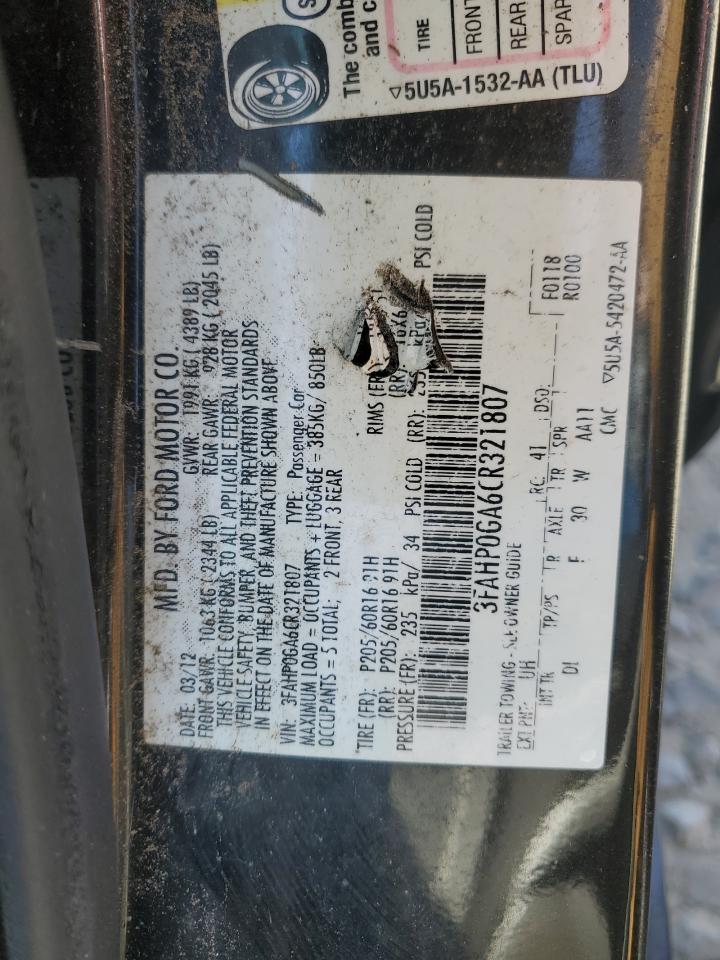 The comb
and c
TIRE
FRONT
REAR
SPAR
▽5U5A-1532-AA (TLU)
MFD. BY FORD MOTOR CO.
DATE: 03/12 GVWR: 1991 KG ( 4389 LB)
FRONT GAWR: 1063 KG ( 2344 LB) REAR GAWR: 928 KG ( 2045 LB)
THIS VEHICLE CONFORMS TO ALL APPLICABLE FEDERAL MOTOR
VEHICLE SAFETY, BUMPER, AND THEFT PREVENTION STANDARDS
IN EFFECT ON THE DATE OF MANUFACTURE SHOWN ABOVE.
VIN: 3FAHP0GA6CR321807 TYPE: Passenger Car
MAXIMUM LOAD = OCCUPANTS + LUGGAGE = 385KG/ 850LB
OCCUPANTS = 5 TOTAL; 2 FRONT, 3 REAR
TIRE (FR): P205/60R16 91H RIMS (FR
(RR): P205/60R16 91H (RR
PRESSURE (FR): 235 kPa/ 34 PSI COLD (RR): 235 kPa/ PSI COLD
3FAHP0GA6CR321807
TRAILER TOWING - SEE OWNER GUIDE
EXT PNT: UH RC: 41 DSO: F0118
INT TR TP/PS R AXLE TR SPR R0100
DI F 30 W AA11
CMC ▽5U5A-5420472-AA